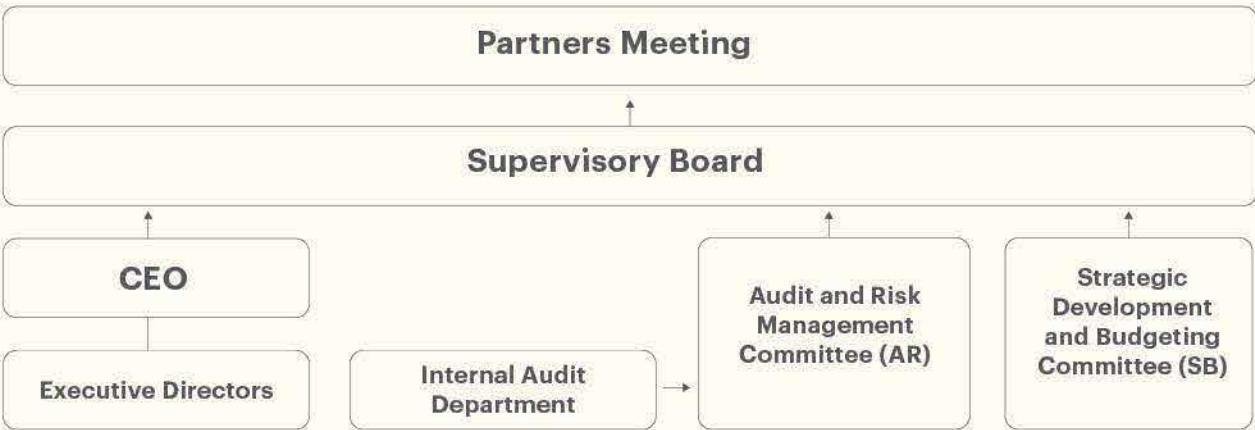 Partners Meeting
Supervisory Board
CEO
Executive Directors
Internal Audit
Department
Audit and Risk
Management
Committee (AR)
Strategic
Development
and Budgeting
Committee (SB)